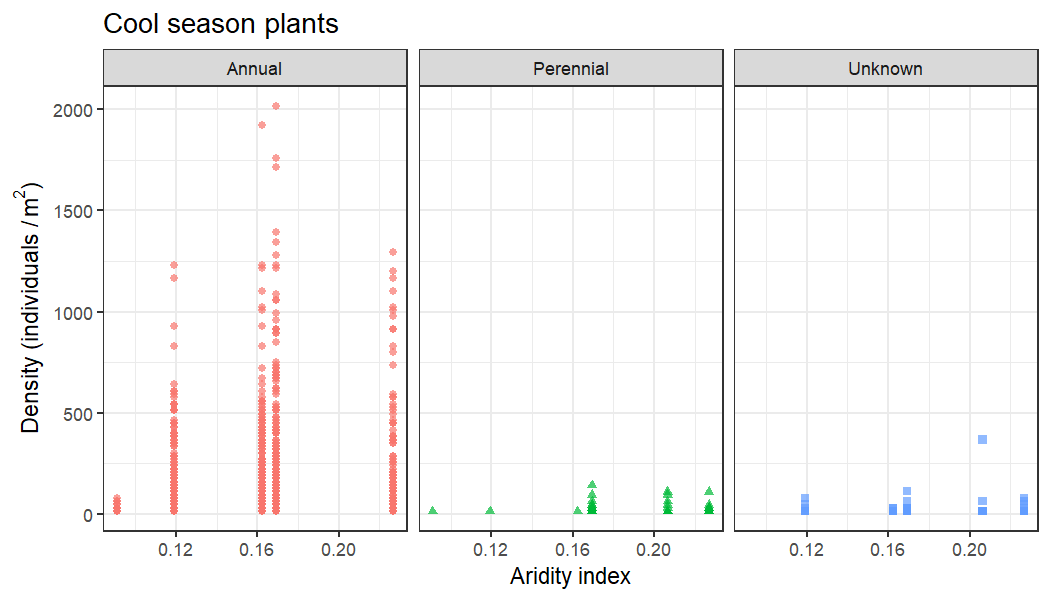 Cool season plants
Annual Perennial Unknown
Density (individuals / m²)
2000
1500
1000
500
0
0.12 0.16 0.20 0.12 0.16 0.20 0.12 0.16 0.20
Aridity index